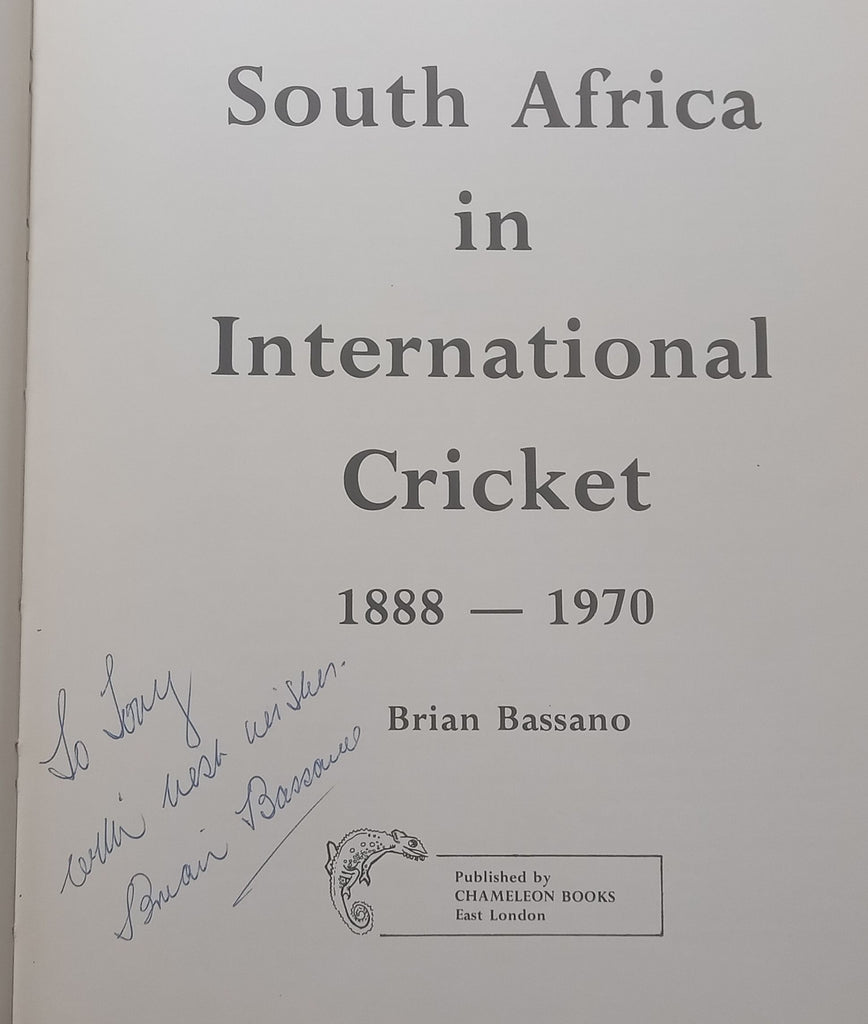 South Africa
in
International
Cricket
1888 — 1970
Brian Bassano
To Tony
with best wishes.
Brian Bassano
Published by
CHAMELEON BOOKS
East London